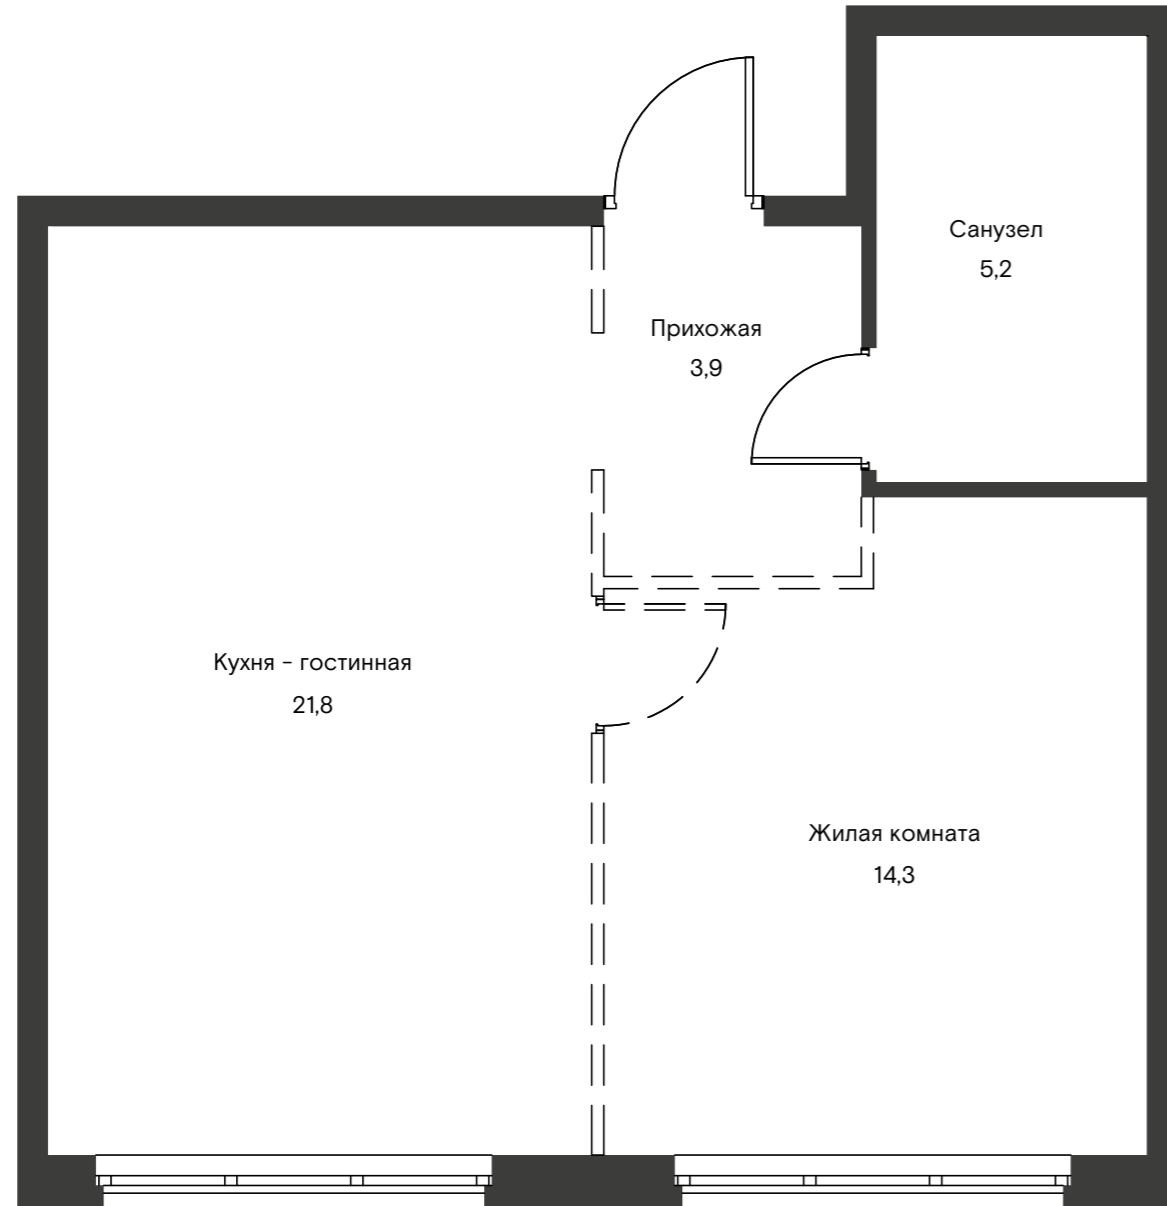 Санузел
5,2
Прихожая
3,9
Кухня - гостинная
21,8
Жилая комната
14,3